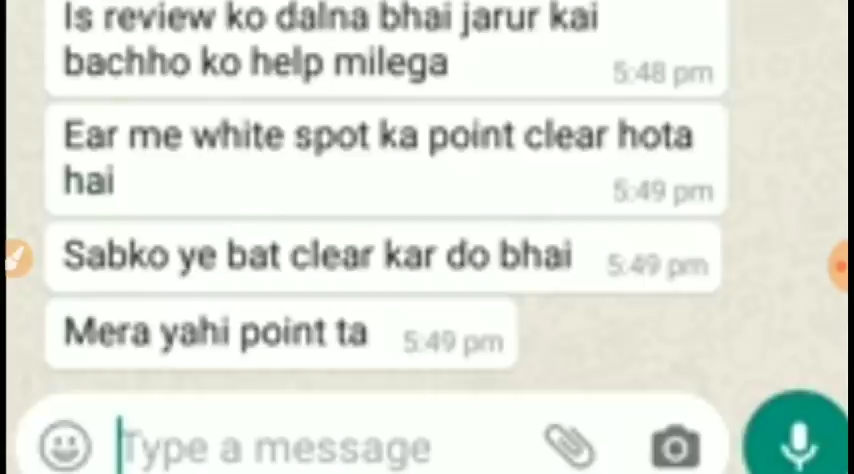 Is review ko dalna bhai jarur kai
bachho ko help milega
5:48 pm
Ear me white spot ka point clear hota
hai
5:49 pm
Sabko ye bat clear kar do bhai 5:49 pm
Mera yahi point ta 5:49 pm
Type a message